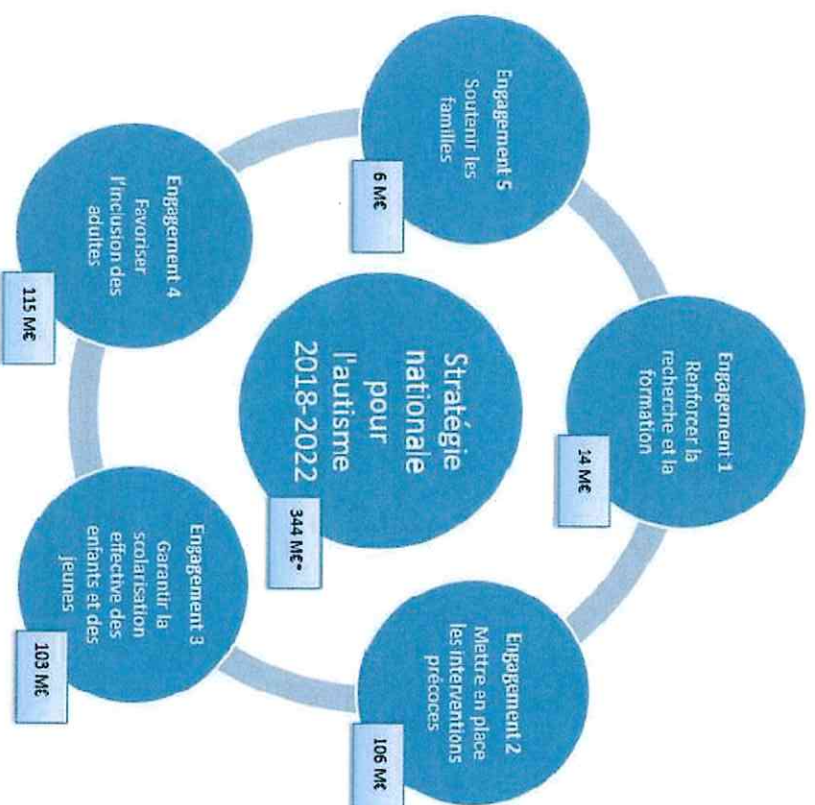 Stratégie
nationale
pour
l'autisme
2018-2022
344 M€*
Engagement 1
Renforcer la
recherche et la
formation
14 M€
Engagement 2
Mettre en place
les interventions
précoces
106 M€
Engagement 3
Garantir la
scolarisation
effective des
enfants et des
jeunes
103 M€
Engagement 4
Favoriser
l'inclusion des
adultes
115 M€
Engagement 5
Soutenir les
familles
6 M€